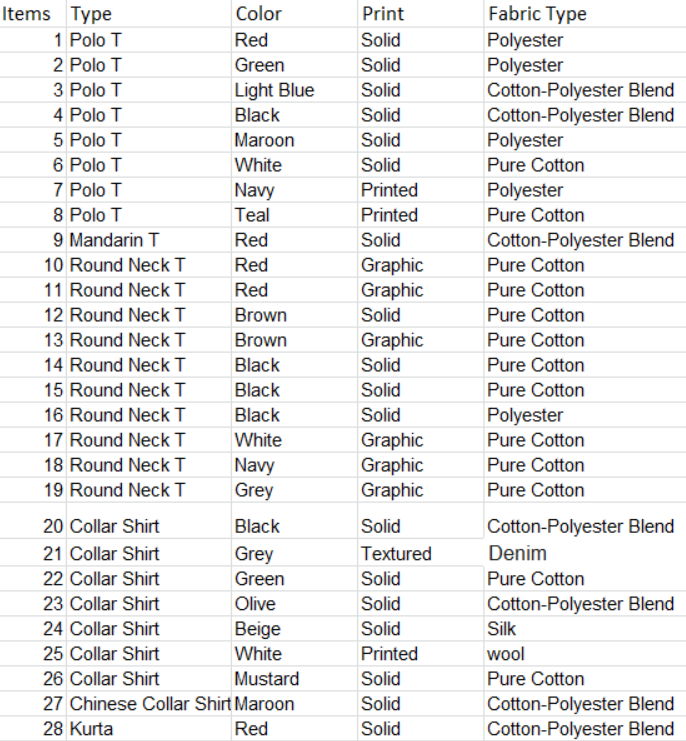 Items Type Color Print Fabric Type
1 Polo T Red Solid Polyester
2 Polo T Green Solid Polyester
3 Polo T Light Blue Solid Cotton-Polyester Blend
4 Polo T Black Solid Cotton-Polyester Blend
5 Polo T Maroon Solid Polyester
6 Polo T White Solid Pure Cotton
7 Polo T Navy Printed Polyester
8 Polo T Teal Printed Pure Cotton
9 Mandarin T Red Solid Cotton-Polyester Blend
10 Round Neck T Red Graphic Pure Cotton
11 Round Neck T Red Graphic Pure Cotton
12 Round Neck T Brown Solid Pure Cotton
13 Round Neck T Brown Graphic Pure Cotton
14 Round Neck T Black Solid Pure Cotton
15 Round Neck T Black Solid Pure Cotton
16 Round Neck T Black Solid Polyester
17 Round Neck T White Graphic Pure Cotton
18 Round Neck T Navy Graphic Pure Cotton
19 Round Neck T Grey Graphic Pure Cotton
20 Collar Shirt Black Solid Cotton-Polyester Blend
21 Collar Shirt Grey Textured Denim
22 Collar Shirt Green Solid Pure Cotton
23 Collar Shirt Olive Solid Cotton-Polyester Blend
24 Collar Shirt Beige Solid Silk
25 Collar Shirt White Printed wool
26 Collar Shirt Mustard Solid Pure Cotton
27 Chinese Collar Shirt Maroon Solid Cotton-Polyester Blend
28 Kurta Red Solid Cotton-Polyester Blend